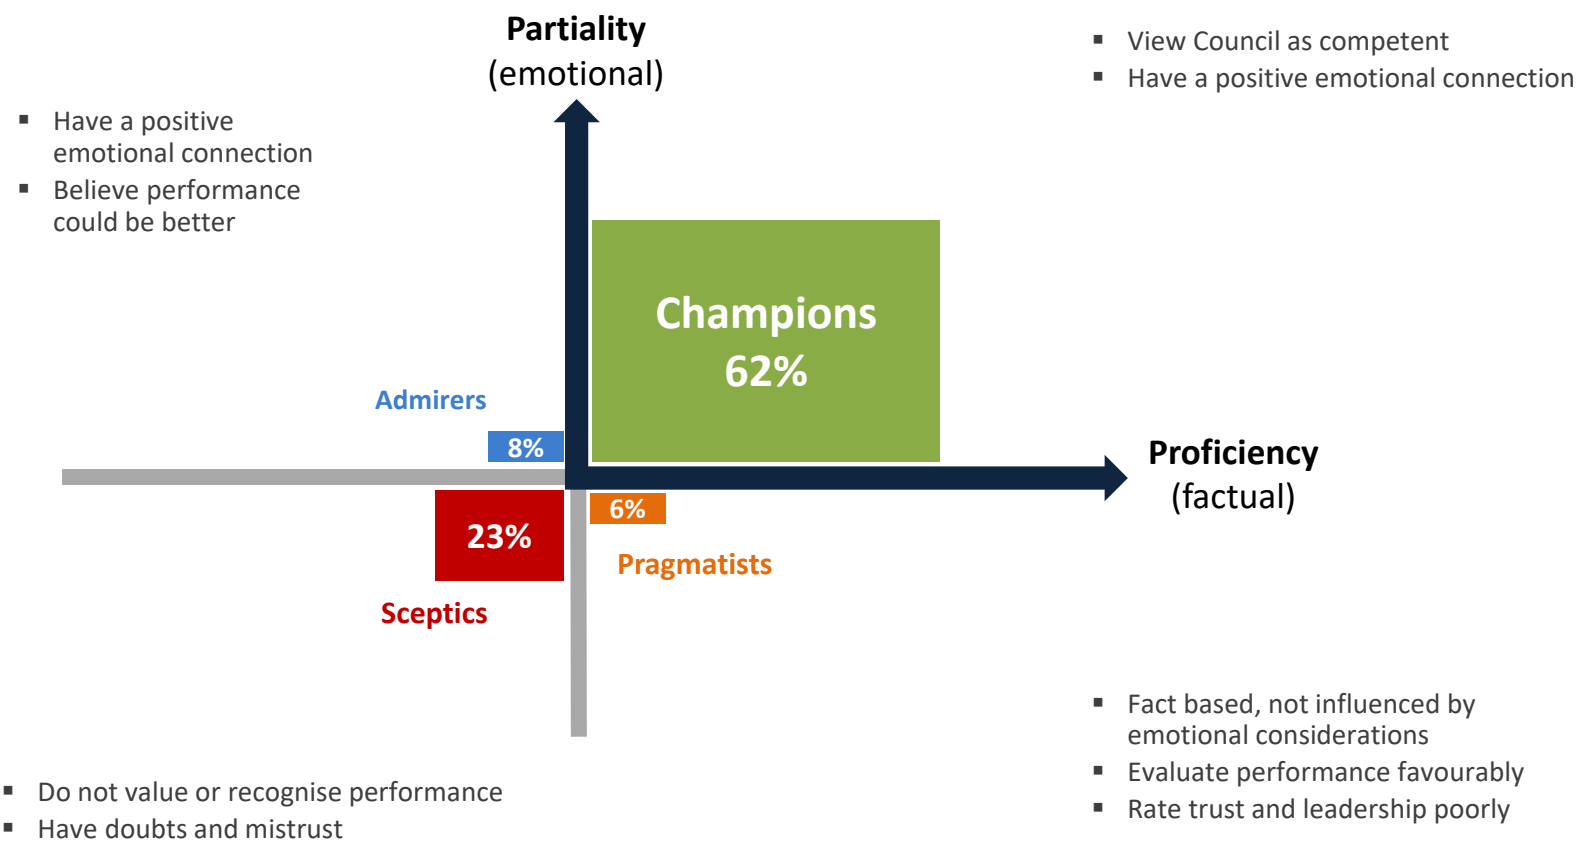 Partiality
(emotional)
▪ View Council as competent
▪ Have a positive emotional connection
▪ Have a positive
emotional connection
▪ Believe performance
could be better
Champions
62%
Admirers
8%
Proficiency
(factual)
23%
6%
Pragmatists
Sceptics
▪ Fact based, not influenced by
emotional considerations
▪ Evaluate performance favourably
▪ Rate trust and leadership poorly
▪ Do not value or recognise performance
▪ Have doubts and mistrust